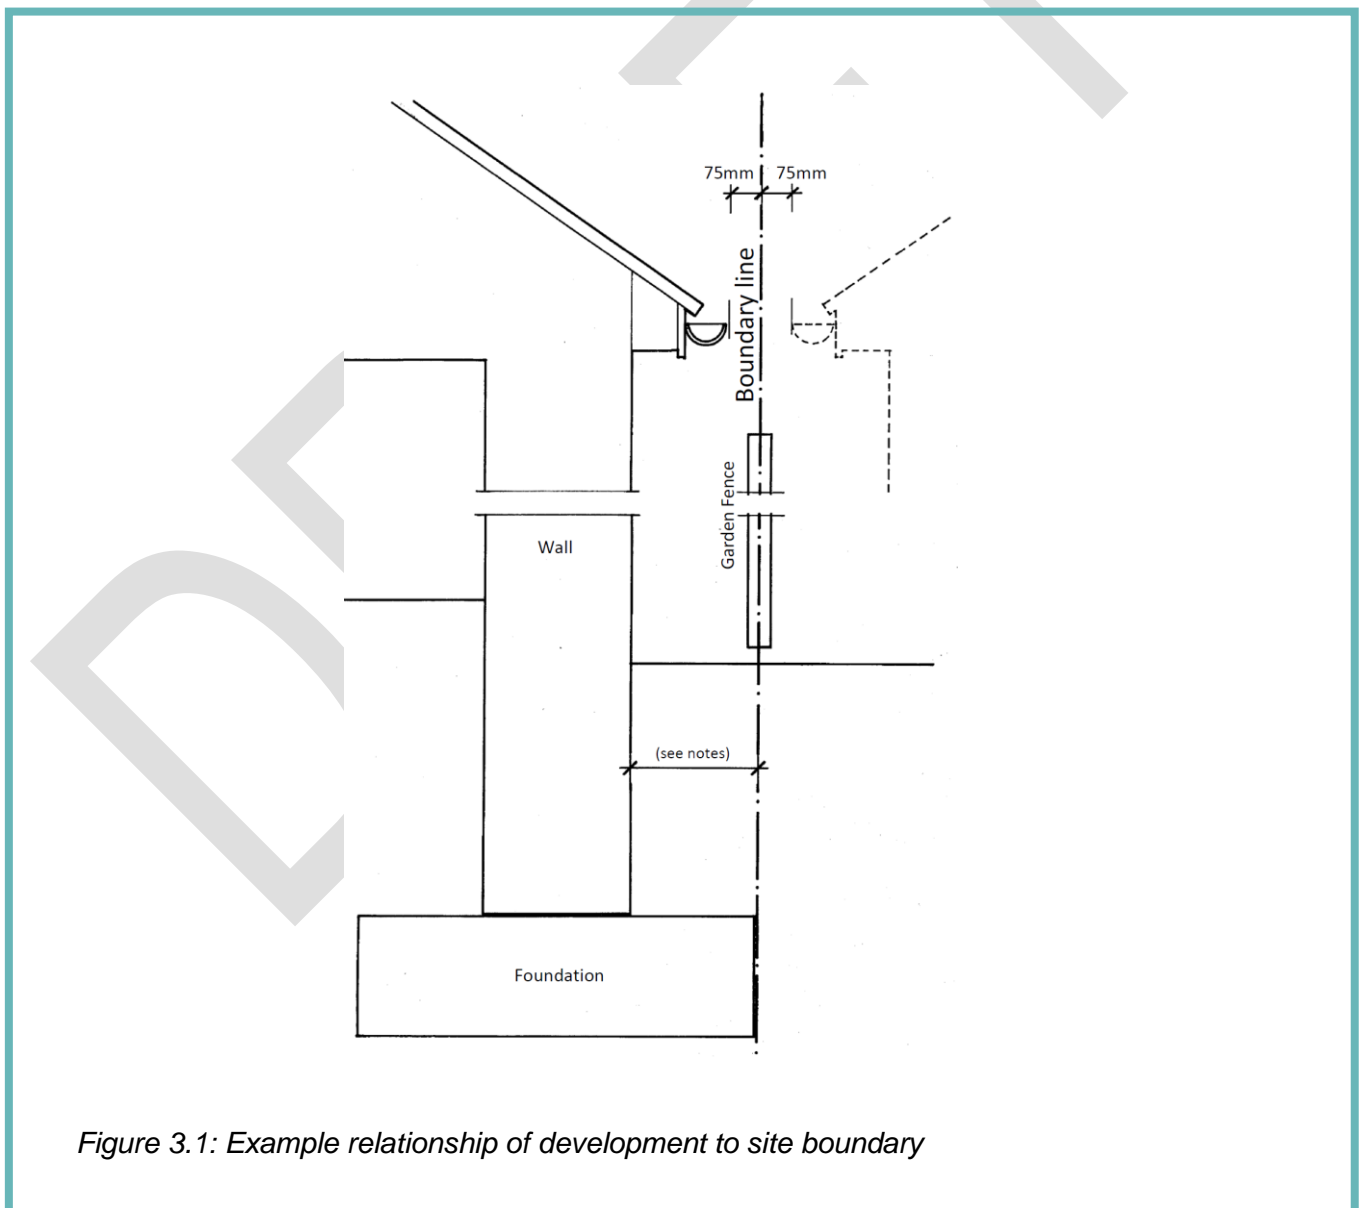 75mm 75mm
Boundary line
Garden Fence
Wall
(see notes)
Foundation
Figure 3.1: Example relationship of development to site boundary